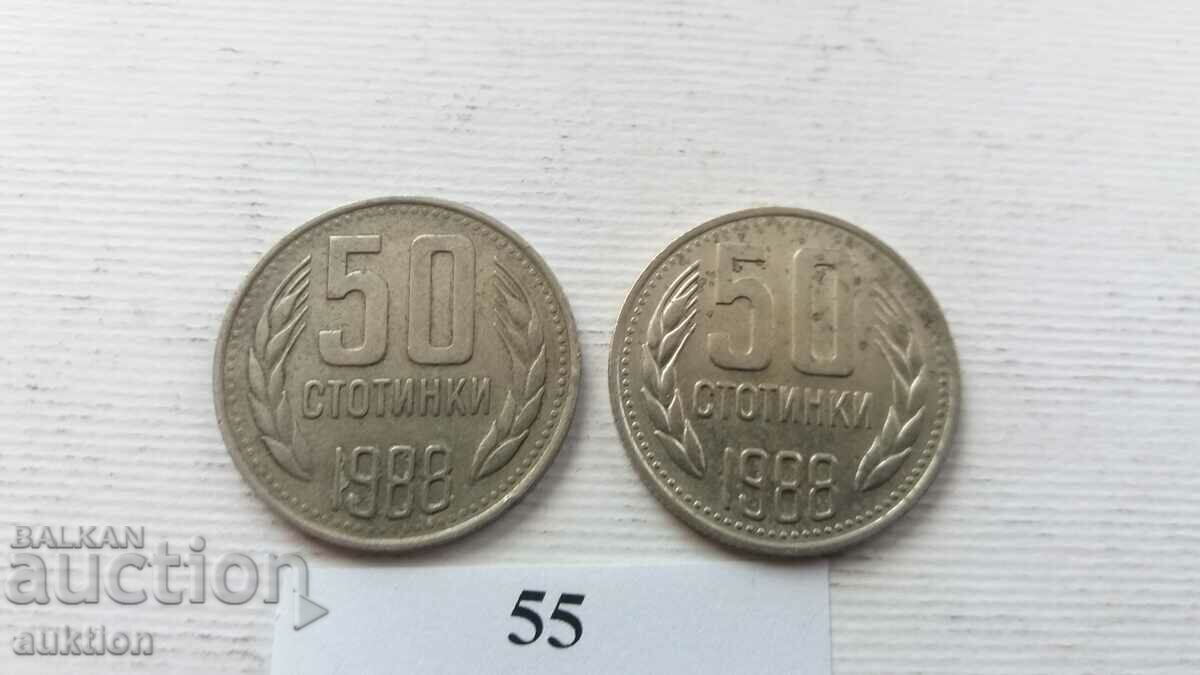 50
СТОТИНКИ
1988
50
СТОТИНКИ
1988
BALKAN
auction
auktion
55